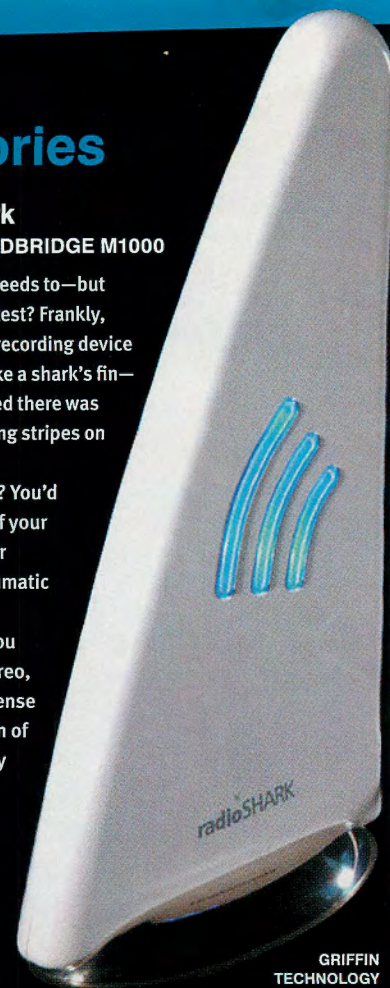 ories
k
DBRIDGE M1000
eeds to—but
est? Frankly,
recording device
ke a shark's fin—
ed there was
ng stripes on
? You'd
f your
r
matic
ou
reo,
ense
n of
y
radioSHARK
GRIFFIN
TECHNOLOGY